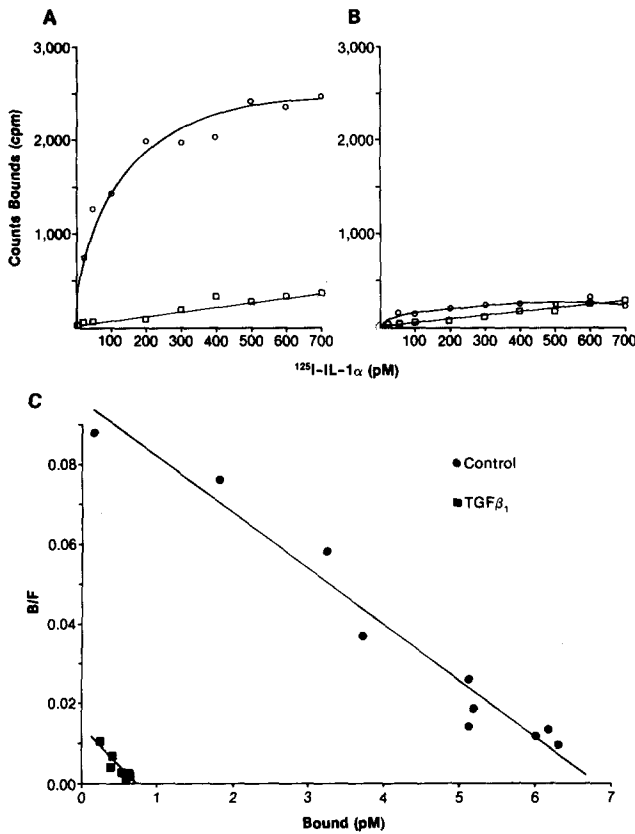 A
B
3,000
2,000
1,000
Counts Bounds (cpm)
100 200 300 400 500 600 700
3,000
2,000
1,000
100 200 300 400 500 600 700
¹²⁵I-IL-1α (pM)
C
0.08
0.06
0.04
0.02
0.00
B/F
Control
TGFβ₁
0 1 2 3 4 5 6 7
Bound (pM)